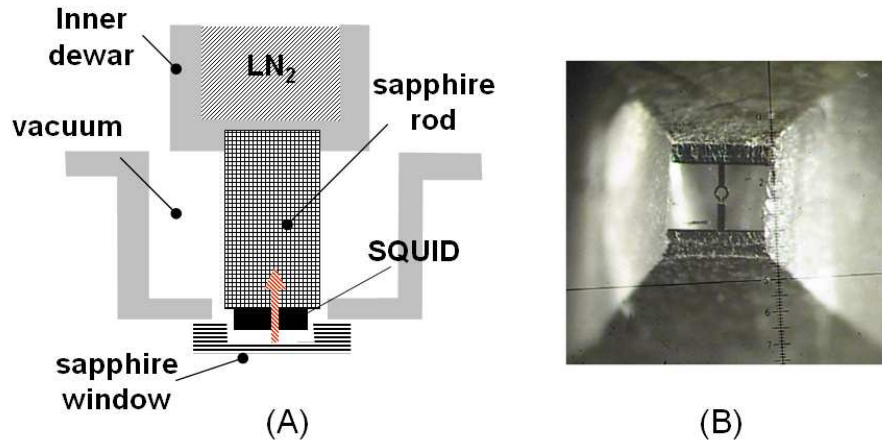 Inner
dewar
LN₂
sapphire
rod
vacuum
SQUID
sapphire
window
(A)
(B)